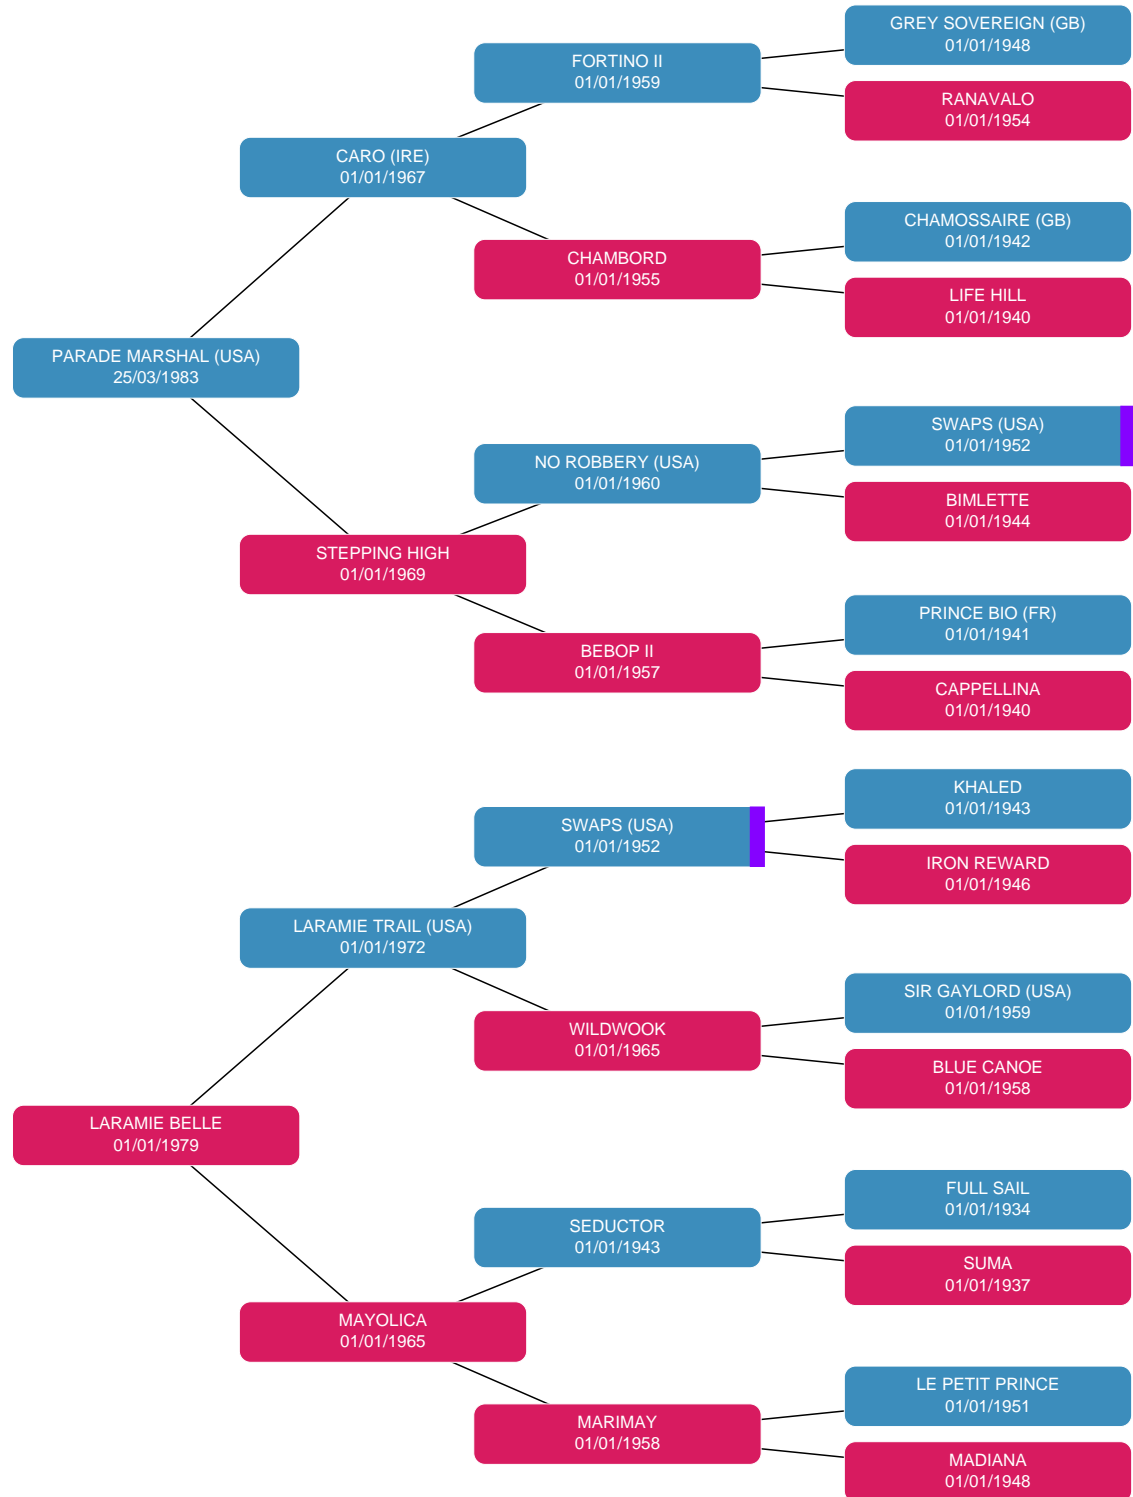 GREY SOVEREIGN (GB)
01/01/1948
FORTINO II
01/01/1959
RANAVALO
01/01/1954
CARO (IRE)
01/01/1967
CHAMOSSAIRE (GB)
01/01/1942
CHAMBORD
01/01/1955
LIFE HILL
01/01/1940
PARADE MARSHAL (USA)
25/03/1983
SWAPS (USA)
01/01/1952
NO ROBBERY (USA)
01/01/1960
BIMLETTE
01/01/1944
STEPPING HIGH
01/01/1969
PRINCE BIO (FR)
01/01/1941
BEBOP II
01/01/1957
CAPPELLINA
01/01/1940
KHALED
01/01/1943
SWAPS (USA)
01/01/1952
IRON REWARD
01/01/1946
LARAMIE TRAIL (USA)
01/01/1972
SIR GAYLORD (USA)
01/01/1959
WILDWOOK
01/01/1965
BLUE CANOE
01/01/1958
LARAMIE BELLE
01/01/1979
FULL SAIL
01/01/1934
SEDUCTOR
01/01/1943
SUMA
01/01/1937
MAYOLICA
01/01/1965
LE PETIT PRINCE
01/01/1951
MARIMAY
01/01/1958
MADIANA
01/01/1948